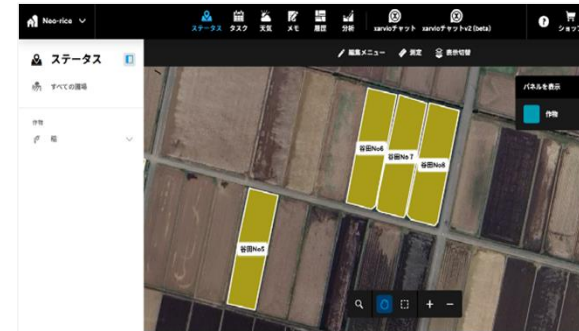 Neo-rice
ステータス
タスク
天気
メモ
履歴
分析
xarvioチャット
xarvioチャットv2 (beta)
ショッ
ステータス
編集メニュー
測定
表示切替
すべての圃場
作物
稲
パネルを表示
作物
谷田No6
谷田No7
谷田No8
谷田No5